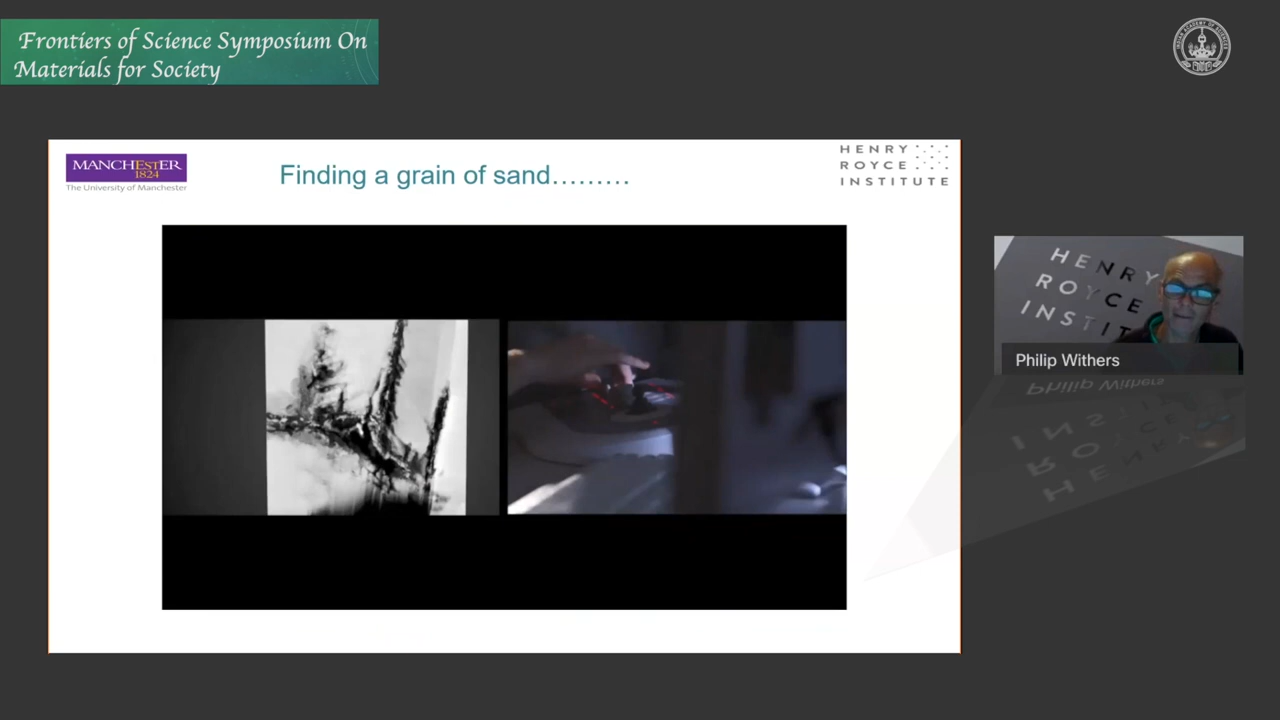 Frontiers of Science Symposium On
Materials for Society
MANCHESTER
1824
The University of Manchester
Finding a grain of sand.........
HENRY
ROYCE
INSTITUTE
HENRY
ROYCE
INSTIT
Philip Withers